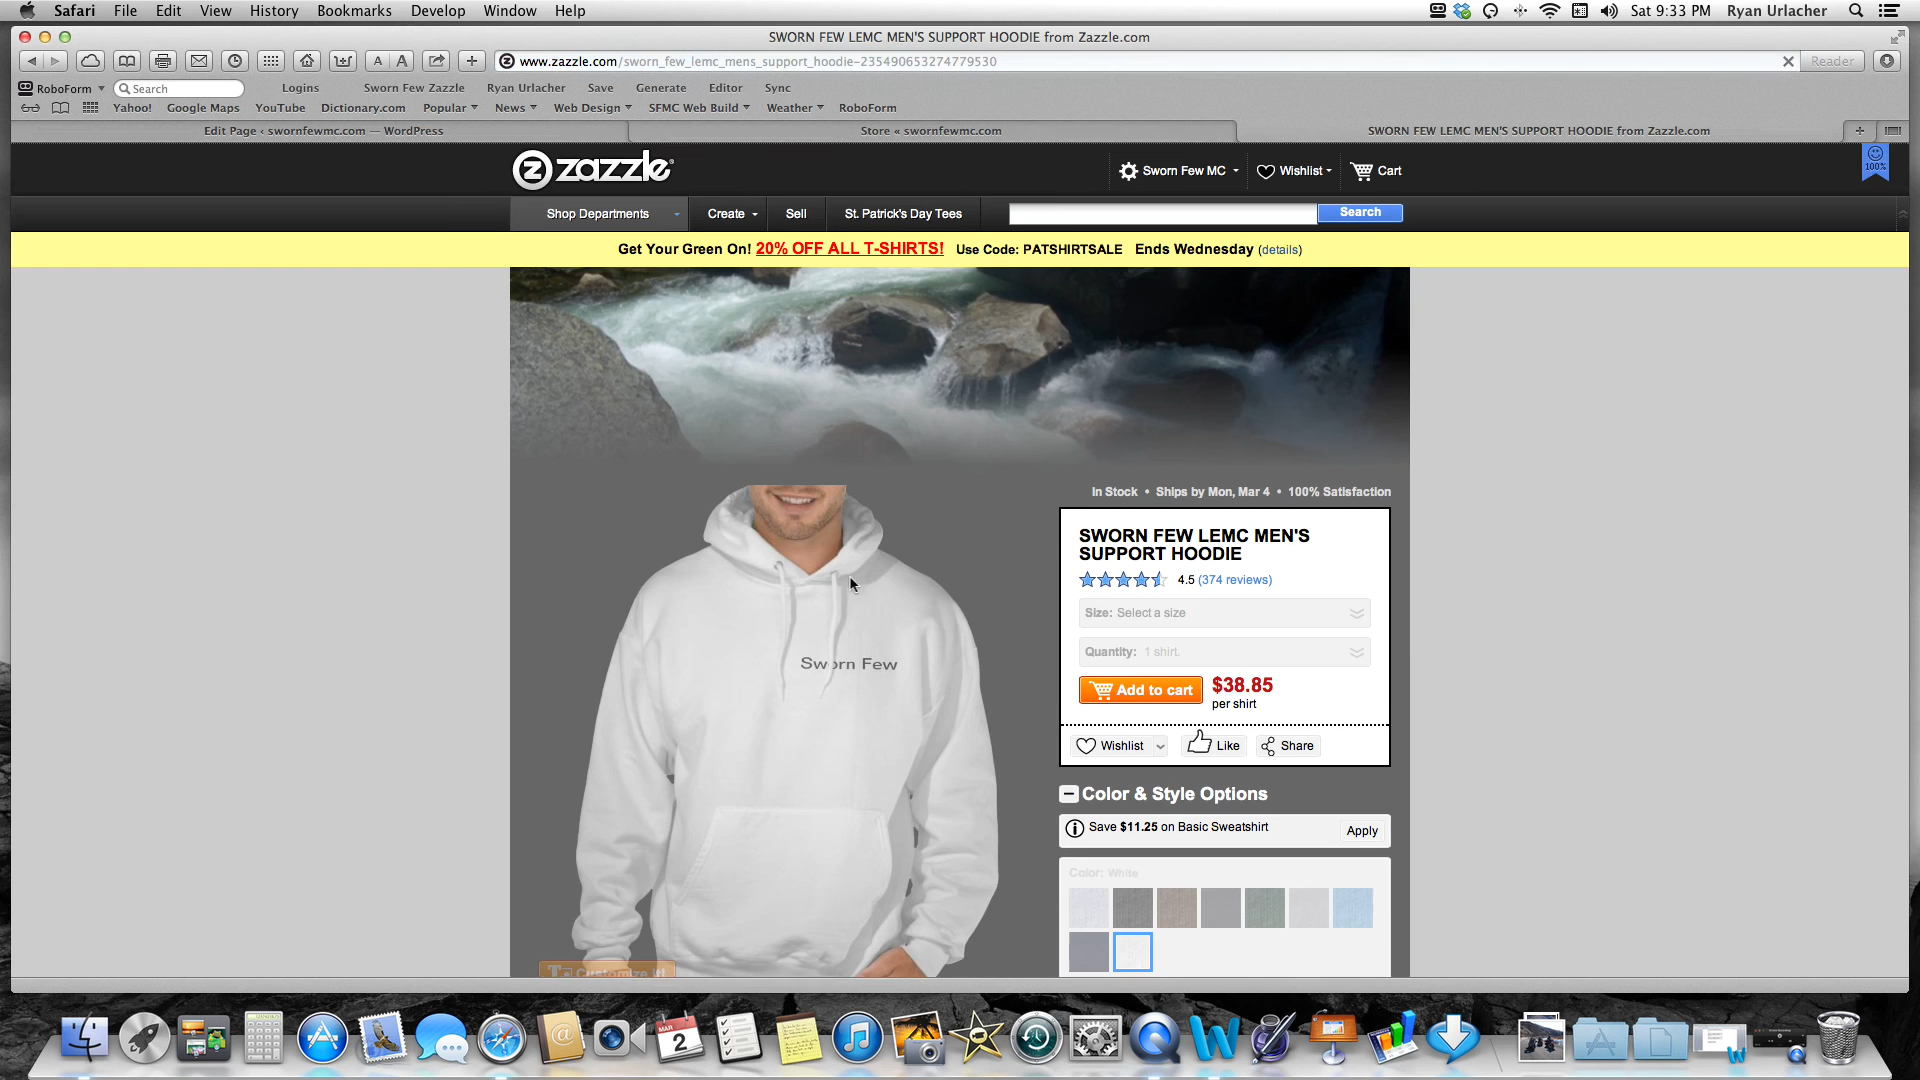 Safari File Edit View History Bookmarks Develop Window Help Sat 9:33 PM Ryan Urlacher
SWORN FEW LEMC MEN'S SUPPORT HOODIE from Zazzle.com
A A www.zazzle.com/sworn_few_lemc_mens_support_hoodie-235490653274779530 Reader
RoboForm Search Logins Sworn Few Zazzle Ryan Urlacher Save Generate Editor Sync
Yahoo! Google Maps YouTube Dictionary.com Popular News Web Design SFMC Web Build Weather RoboForm
Edit Page ‹ swornfewmc.com — WordPress Store « swornfewmc.com SWORN FEW LEMC MEN'S SUPPORT HOODIE from Zazzle.com
zazzle Sworn Few MC Wishlist Cart 100%
Shop Departments Create Sell St. Patrick's Day Tees Search
Get Your Green On! 20% OFF ALL T-SHIRTS! Use Code: PATSHIRTSALE Ends Wednesday (details)
In Stock • Ships by Mon, Mar 4 • 100% Satisfaction
SWORN FEW LEMC MEN'S
SUPPORT HOODIE
4.5 (374 reviews)
Size: Select a size
Quantity: 1 shirt.
Sworn Few
Add to cart $38.85
per shirt
Wishlist Like Share
Color & Style Options
Save $11.25 on Basic Sweatshirt Apply
Color: White
Customize it!
MAR
2